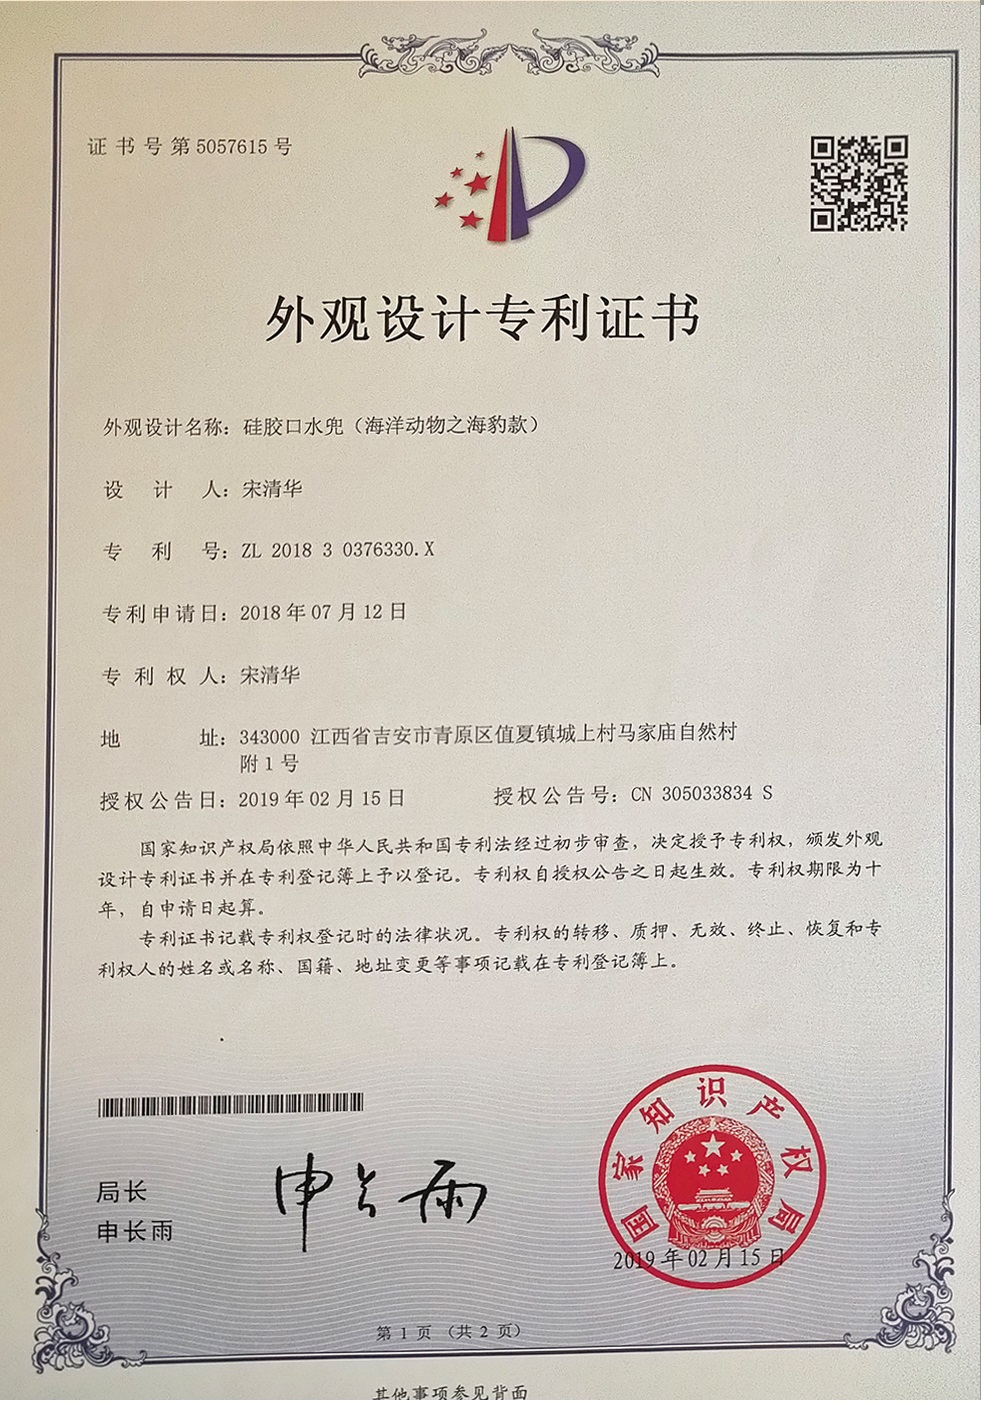 证书号第5057615号
外观设计专利证书
外观设计名称：硅胶口水兜（海洋动物之海豹款）
设计人：宋清华
专利号：ZL 2018 3 0376330.X
专利申请日：2018年07月12日
专利权人：宋清华
地址：343000 江西省吉安市青原区值夏镇城上村马家庙自然村
附1号
授权公告日：2019年02月15日 授权公告号：CN 305033834 S
国家知识产权局依照中华人民共和国专利法经过初步审查，决定授予专利权，颁发外观
设计专利证书并在专利登记簿上予以登记。专利权自授权公告之日起生效。专利权期限为十
年，自申请日起算。
专利证书记载专利权登记时的法律状况。专利权的转移、质押、无效、终止、恢复和专
利权人的姓名或名称、国籍、地址变更等事项记载在专利登记簿上。
局长
申长雨
申长雨
国家知识产权局
2019年02月15日
第1页（共2页）
其他事项参见背面